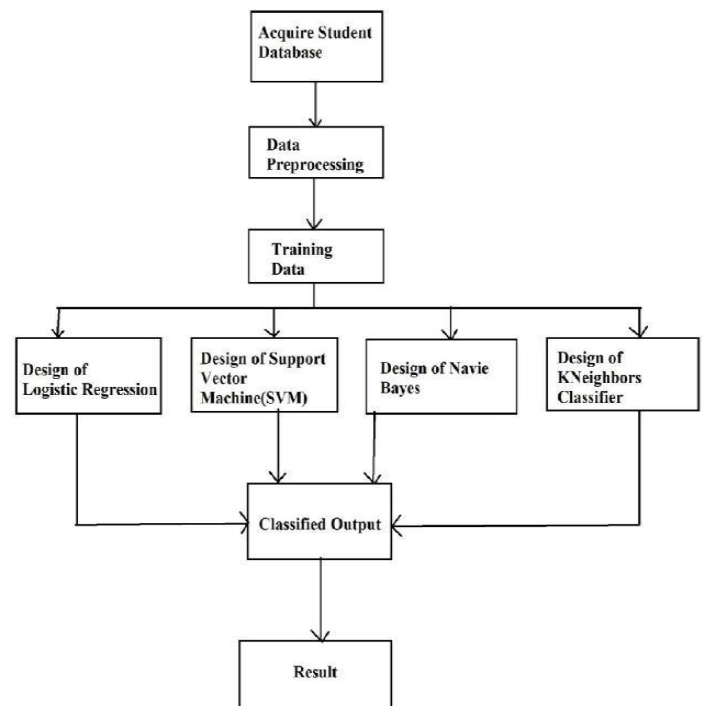 Acquire Student
Database
Data
Preprocessing
Training
Data
Design of
Logistic Regression
Design of Support
Vector
Machine(SVM)
Design of Navie
Bayes
Design of
KNeighbors
Classifier
Classified Output
Result